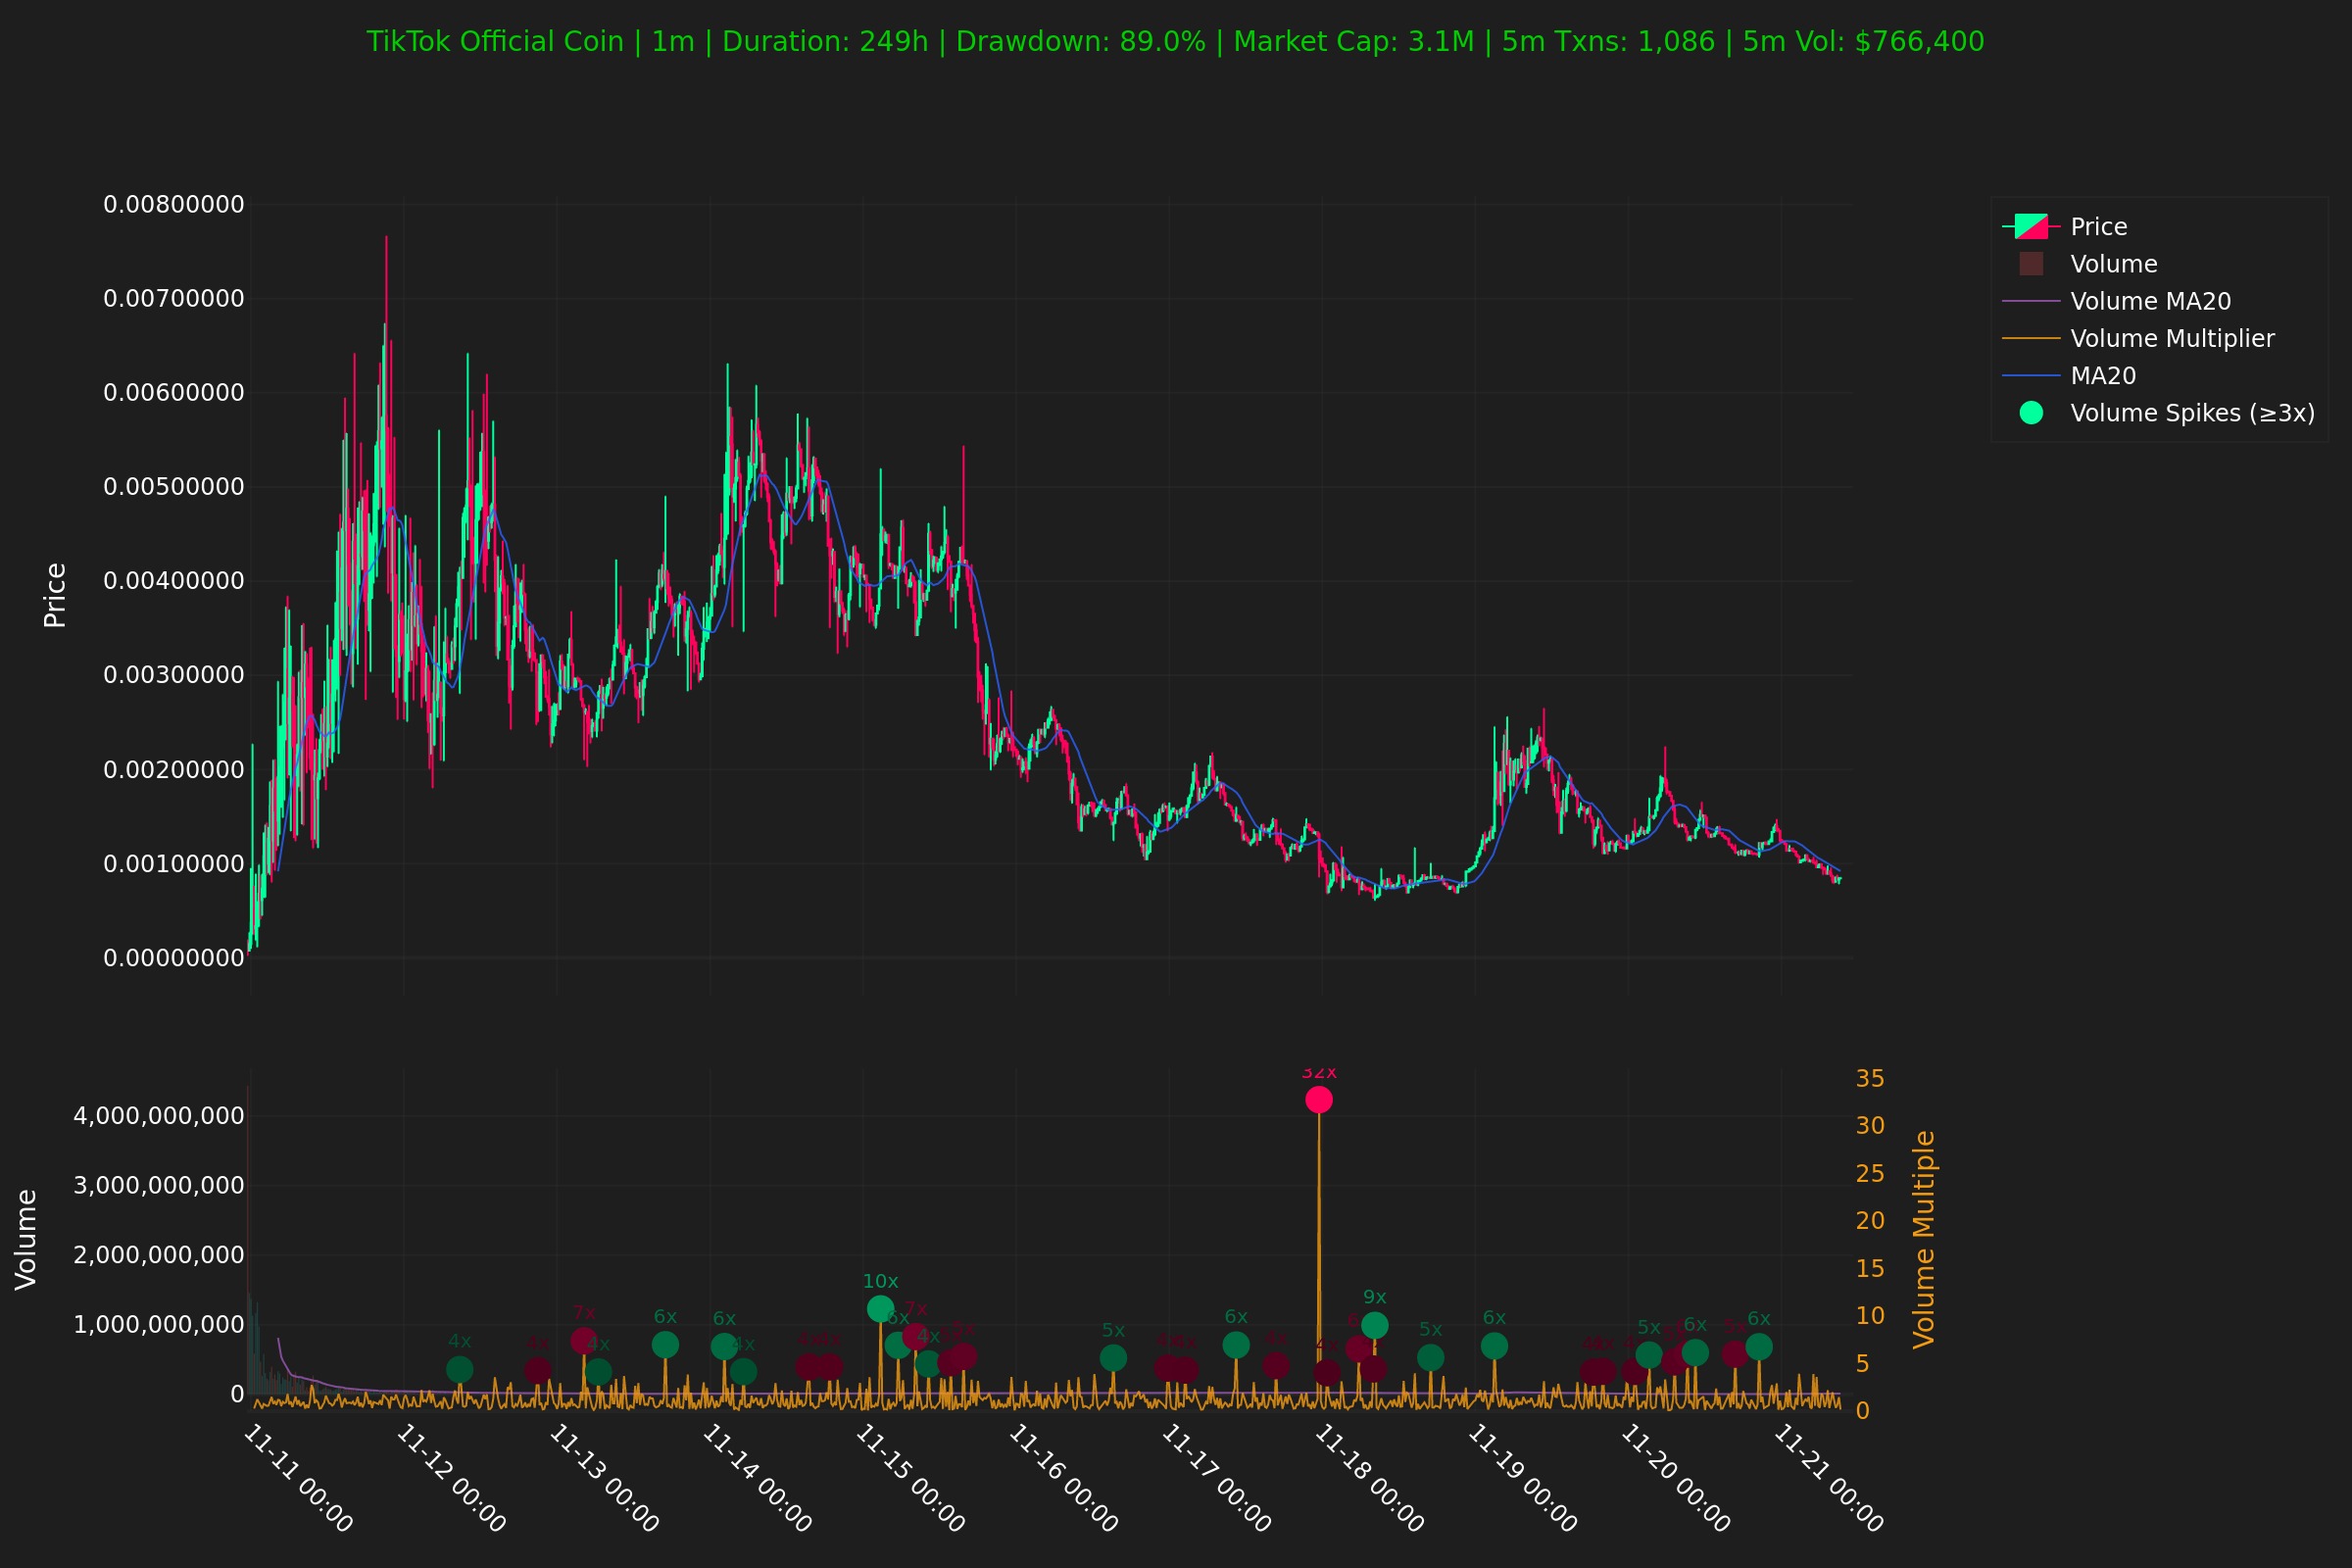 TikTok Official Coin | 1m | Duration: 249h | Drawdown: 89.0% | Market Cap: 3.1M | 5m Txns: 1,086 | 5m Vol: $766,400
Price
0.00800000
0.00700000
0.00600000
0.00500000
0.00400000
0.00300000
0.00200000
0.00100000
0.00000000
Price
Volume
Volume MA20
Volume Multiplier
MA20
Volume Spikes (≥3x)
Volume
4,000,000,000
3,000,000,000
2,000,000,000
1,000,000,000
0
4x
4x
7x
4x
6x
6x
4x
10x
6x
7x
4x
5x
6x
32x
9x
5x
6x
5x
6x
6x
35
30
25
20
15
10
5
0
Volume Multiple
11-11 00:00
11-12 00:00
11-13 00:00
11-14 00:00
11-15 00:00
11-16 00:00
11-17 00:00
11-18 00:00
11-19 00:00
11-20 00:00
11-21 00:00